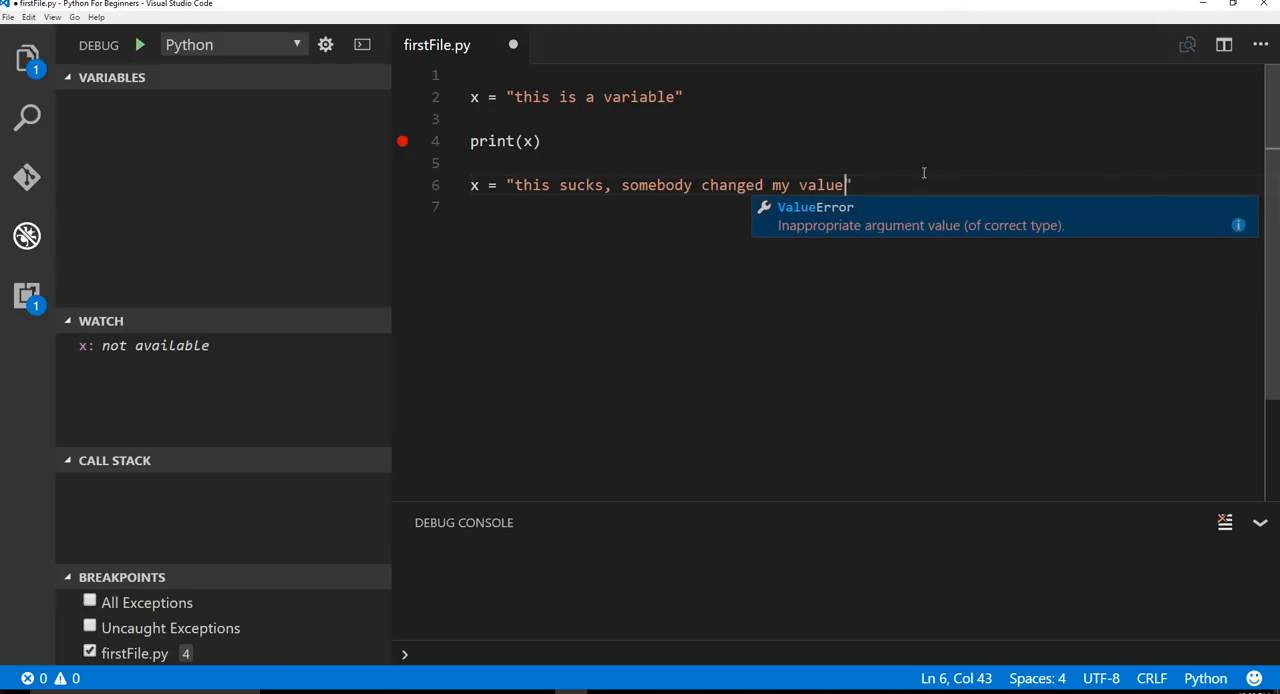 firstFile.py - Python For Beginners - Visual Studio Code
File Edit View Go Help
DEBUG Python
firstFile.py
VARIABLES
1
2 x = "this is a variable"
3
4 print(x)
5
6 x = "this sucks, somebody changed my value"
7
ValueError
Inappropriate argument value (of correct type).
1
1
WATCH
x: not available
CALL STACK
DEBUG CONSOLE
BREAKPOINTS
All Exceptions
Uncaught Exceptions
firstFile.py 4
0 0 Ln 6, Col 43 Spaces: 4 UTF-8 CRLF Python